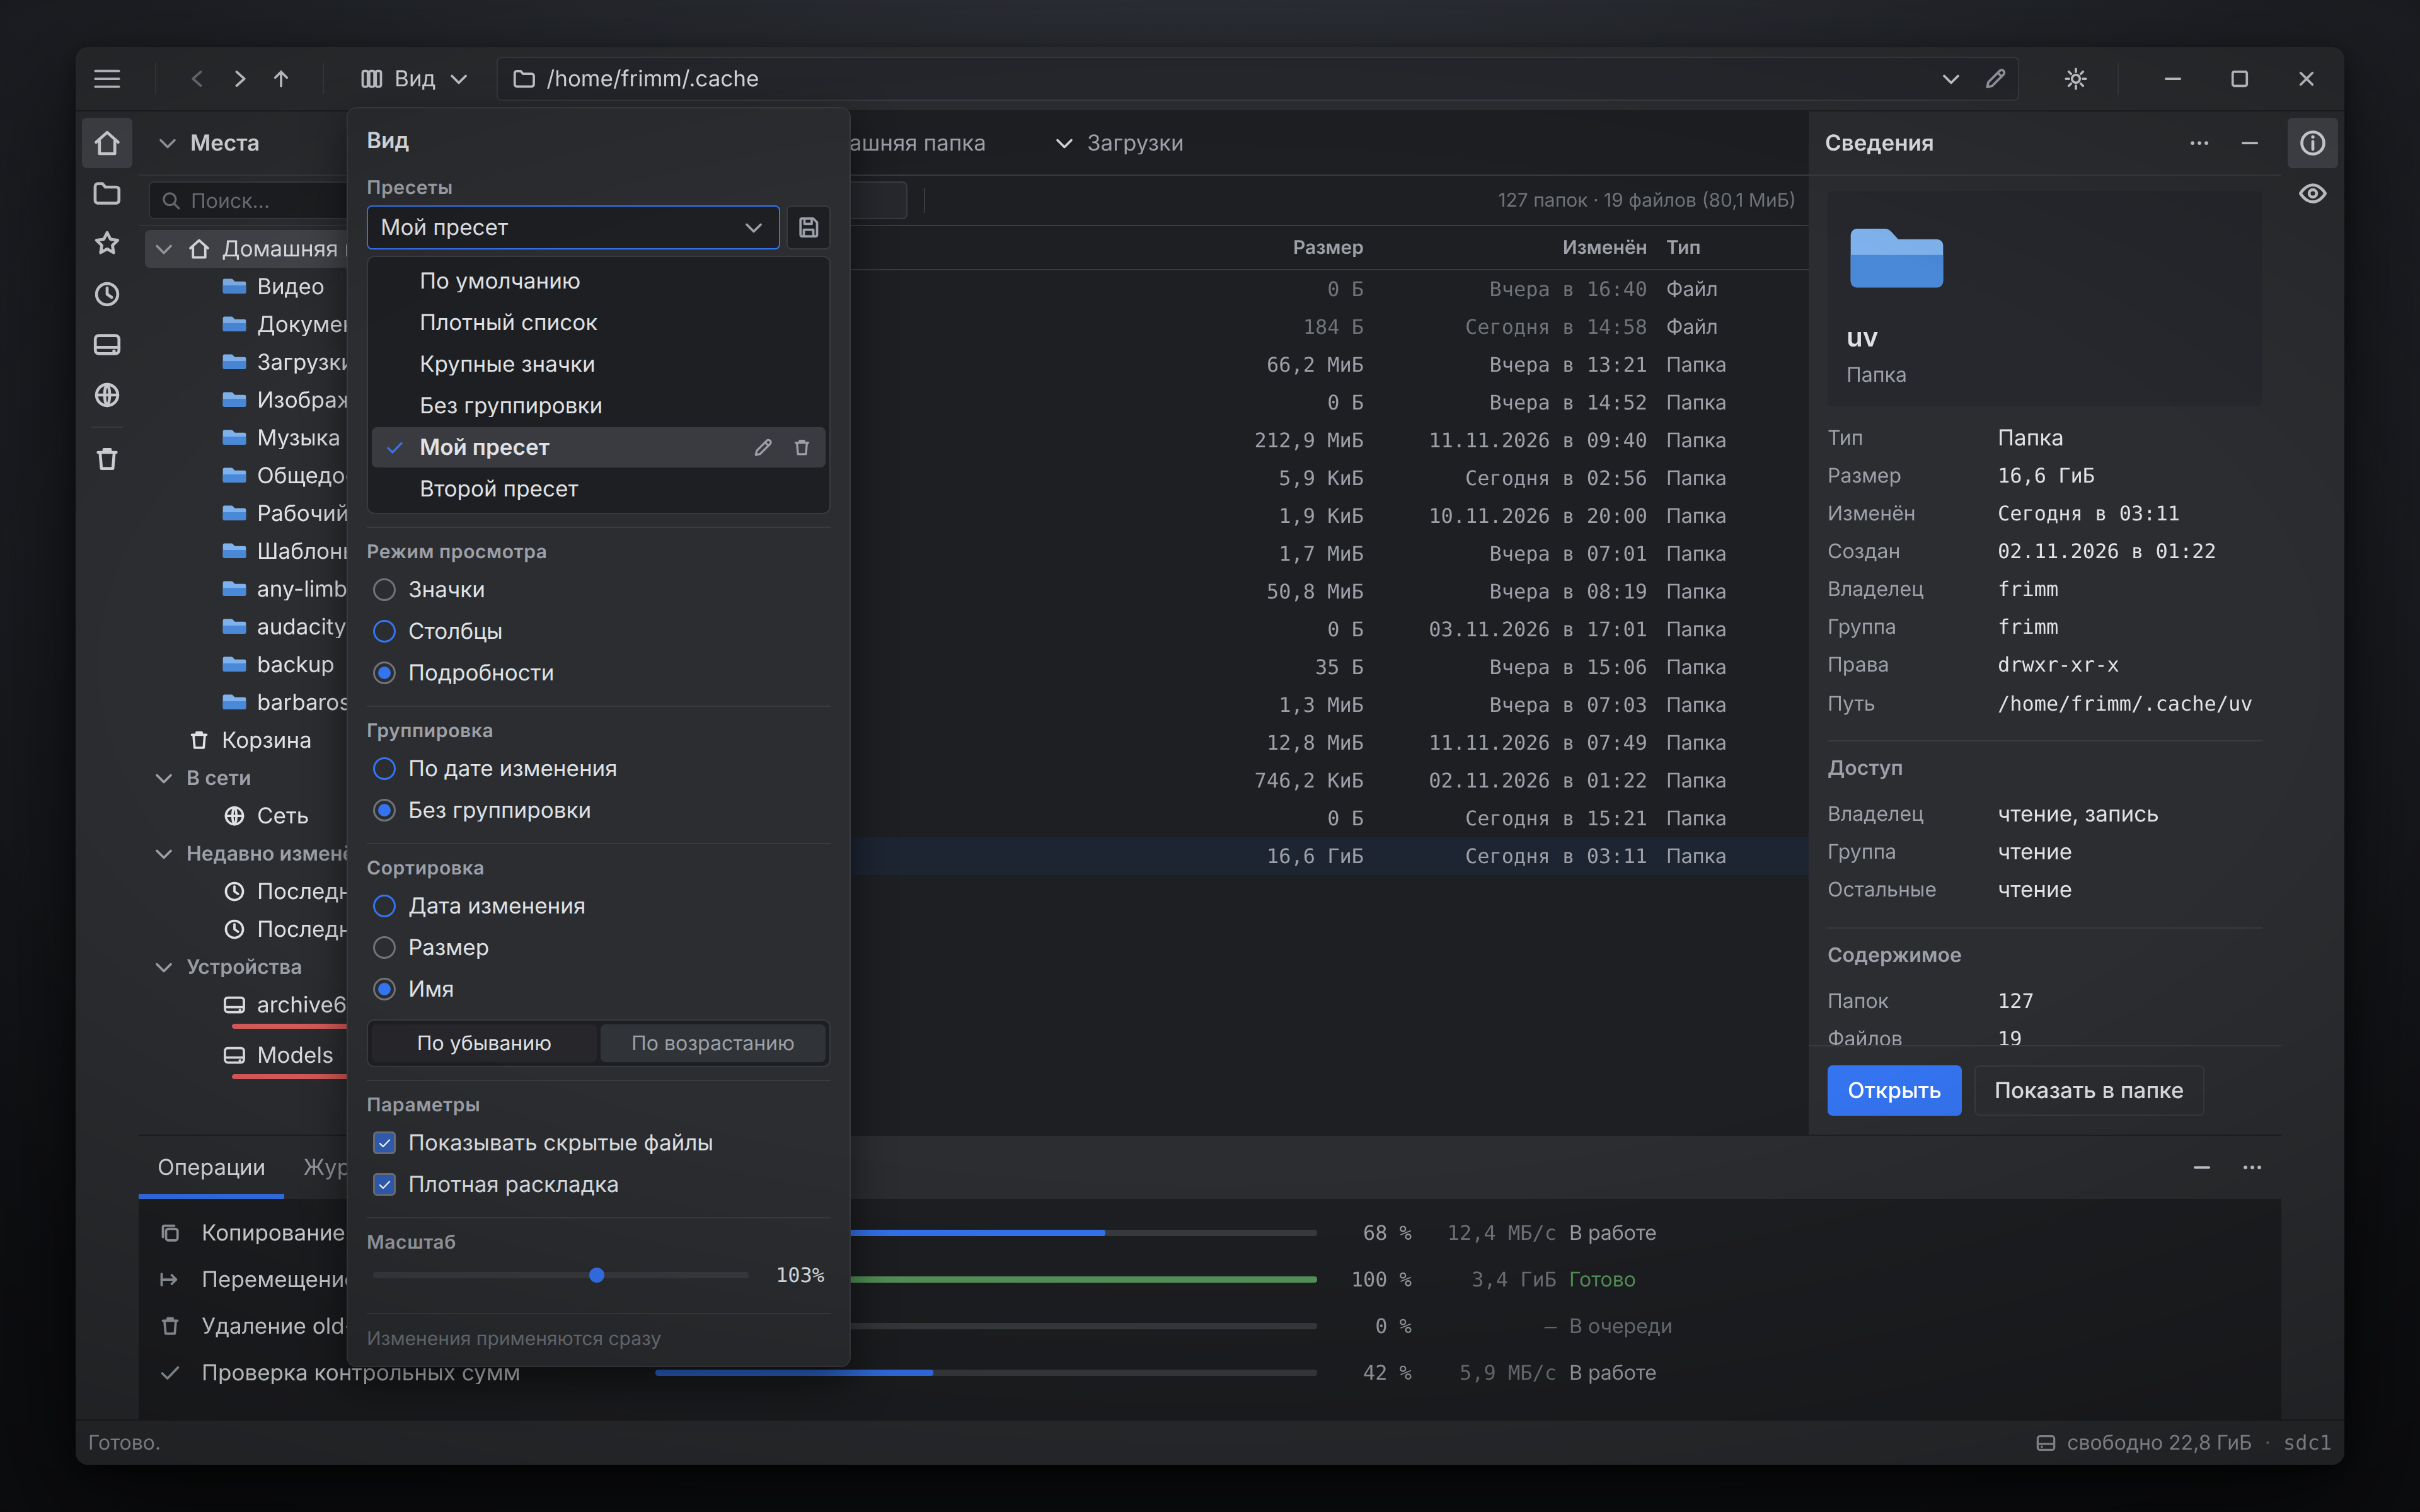 Вид
/home/frimm/.cache
Места
Поиск...
Домашняя
Видео
Загрузки
Музыка
Рабочий
any-limb
audacity
backup
Корзина
В сети
Сеть
Недавно
Устройства
archive6
Models
Вид
Пресеты
Мой пресет
По умолчанию
Плотный список
Крупные значки
Без группировки
Мой пресет
Второй пресет
Режим просмотра
Значки
Столбцы
Подробности
Группировка
По дате изменения
Без группировки
Сортировка
Дата изменения
Размер
Имя
По убыванию По возрастанию
Параметры
Показывать скрытые файлы
Плотная раскладка
Масштаб
103%
Изменения применяются сразу
папка Загрузки
127 папок · 19 файлов (80,1 МиБ)
Размер Изменён Тип
0 Б Вчера в 16:40 Файл
184 Б Сегодня в 14:58 Файл
66,2 МиБ Вчера в 13:21 Папка
0 Б Вчера в 14:52 Папка
212,9 МиБ 11.11.2026 в 09:40 Папка
5,9 КиБ Сегодня в 02:56 Папка
1,9 КиБ 10.11.2026 в 20:00 Папка
1,7 МиБ Вчера в 07:01 Папка
50,8 МиБ Вчера в 08:19 Папка
0 Б 03.11.2026 в 17:01 Папка
35 Б Вчера в 15:06 Папка
1,3 МиБ Вчера в 07:03 Папка
12,8 МиБ 11.11.2026 в 07:49 Папка
746,2 КиБ 02.11.2026 в 01:22 Папка
0 Б Сегодня в 15:21 Папка
16,6 ГиБ Сегодня в 03:11 Папка
Сведения
uv
Папка
Тип Папка
Размер 16,6 ГиБ
Изменён Сегодня в 03:11
Создан 02.11.2026 в 01:22
Владелец frimm
Группа frimm
Права drwxr-xr-x
Путь /home/frimm/.cache/uv
Доступ
Владелец чтение, запись
Группа чтение
Остальные чтение
Содержимое
Папок 127
Файлов 19
Открыть Показать в папке
Операции
Копирование 68 % 12,4 МБ/с В работе
Перемещение 100 % 3,4 ГиБ Готово
Удаление old- 0 % — В очереди
Проверка контрольных сумм 42 % 5,9 МБ/с В работе
Готово.
свободно 22,8 ГиБ · sdc1